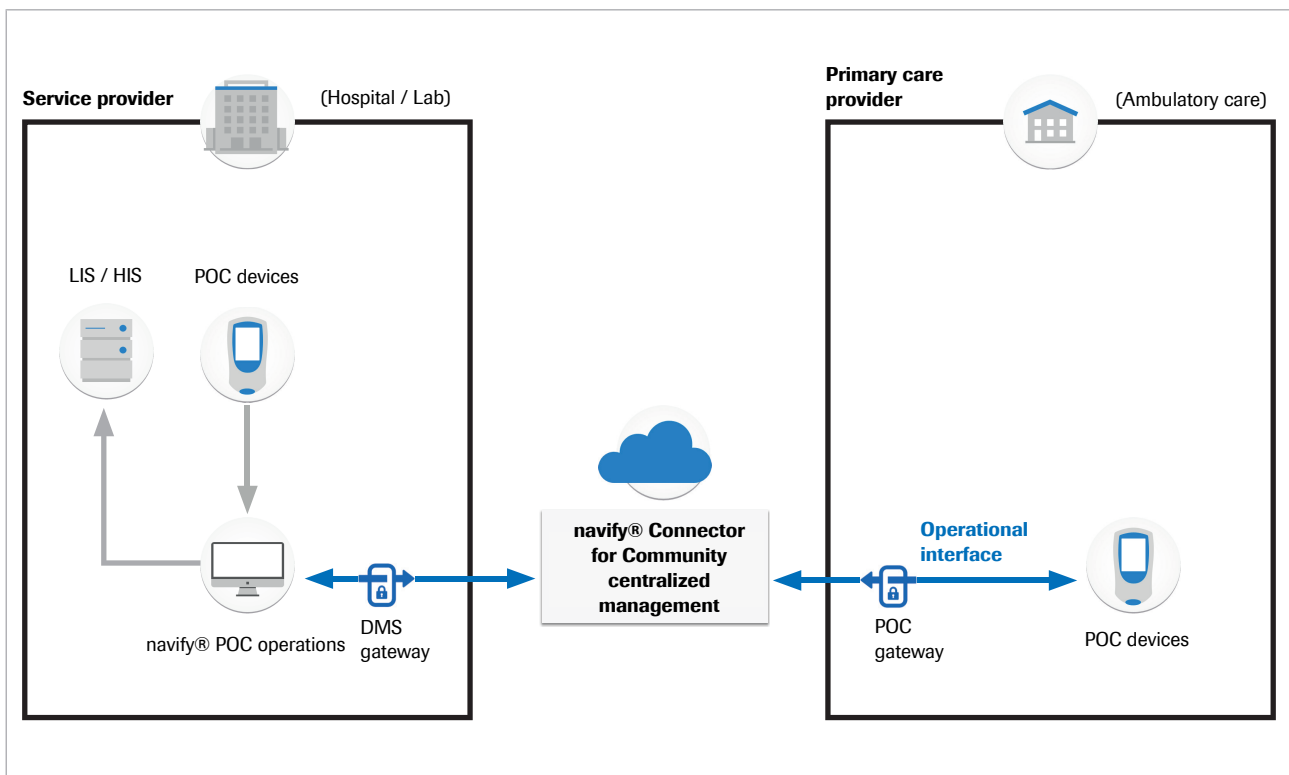 Service provider
(Hospital / Lab)
Primary care
provider
(Ambulatory care)
LIS / HIS
POC devices
navify® POC operations
DMS
gateway
navify® Connector
for Community
centralized
management
Operational
interface
POC
gateway
POC devices